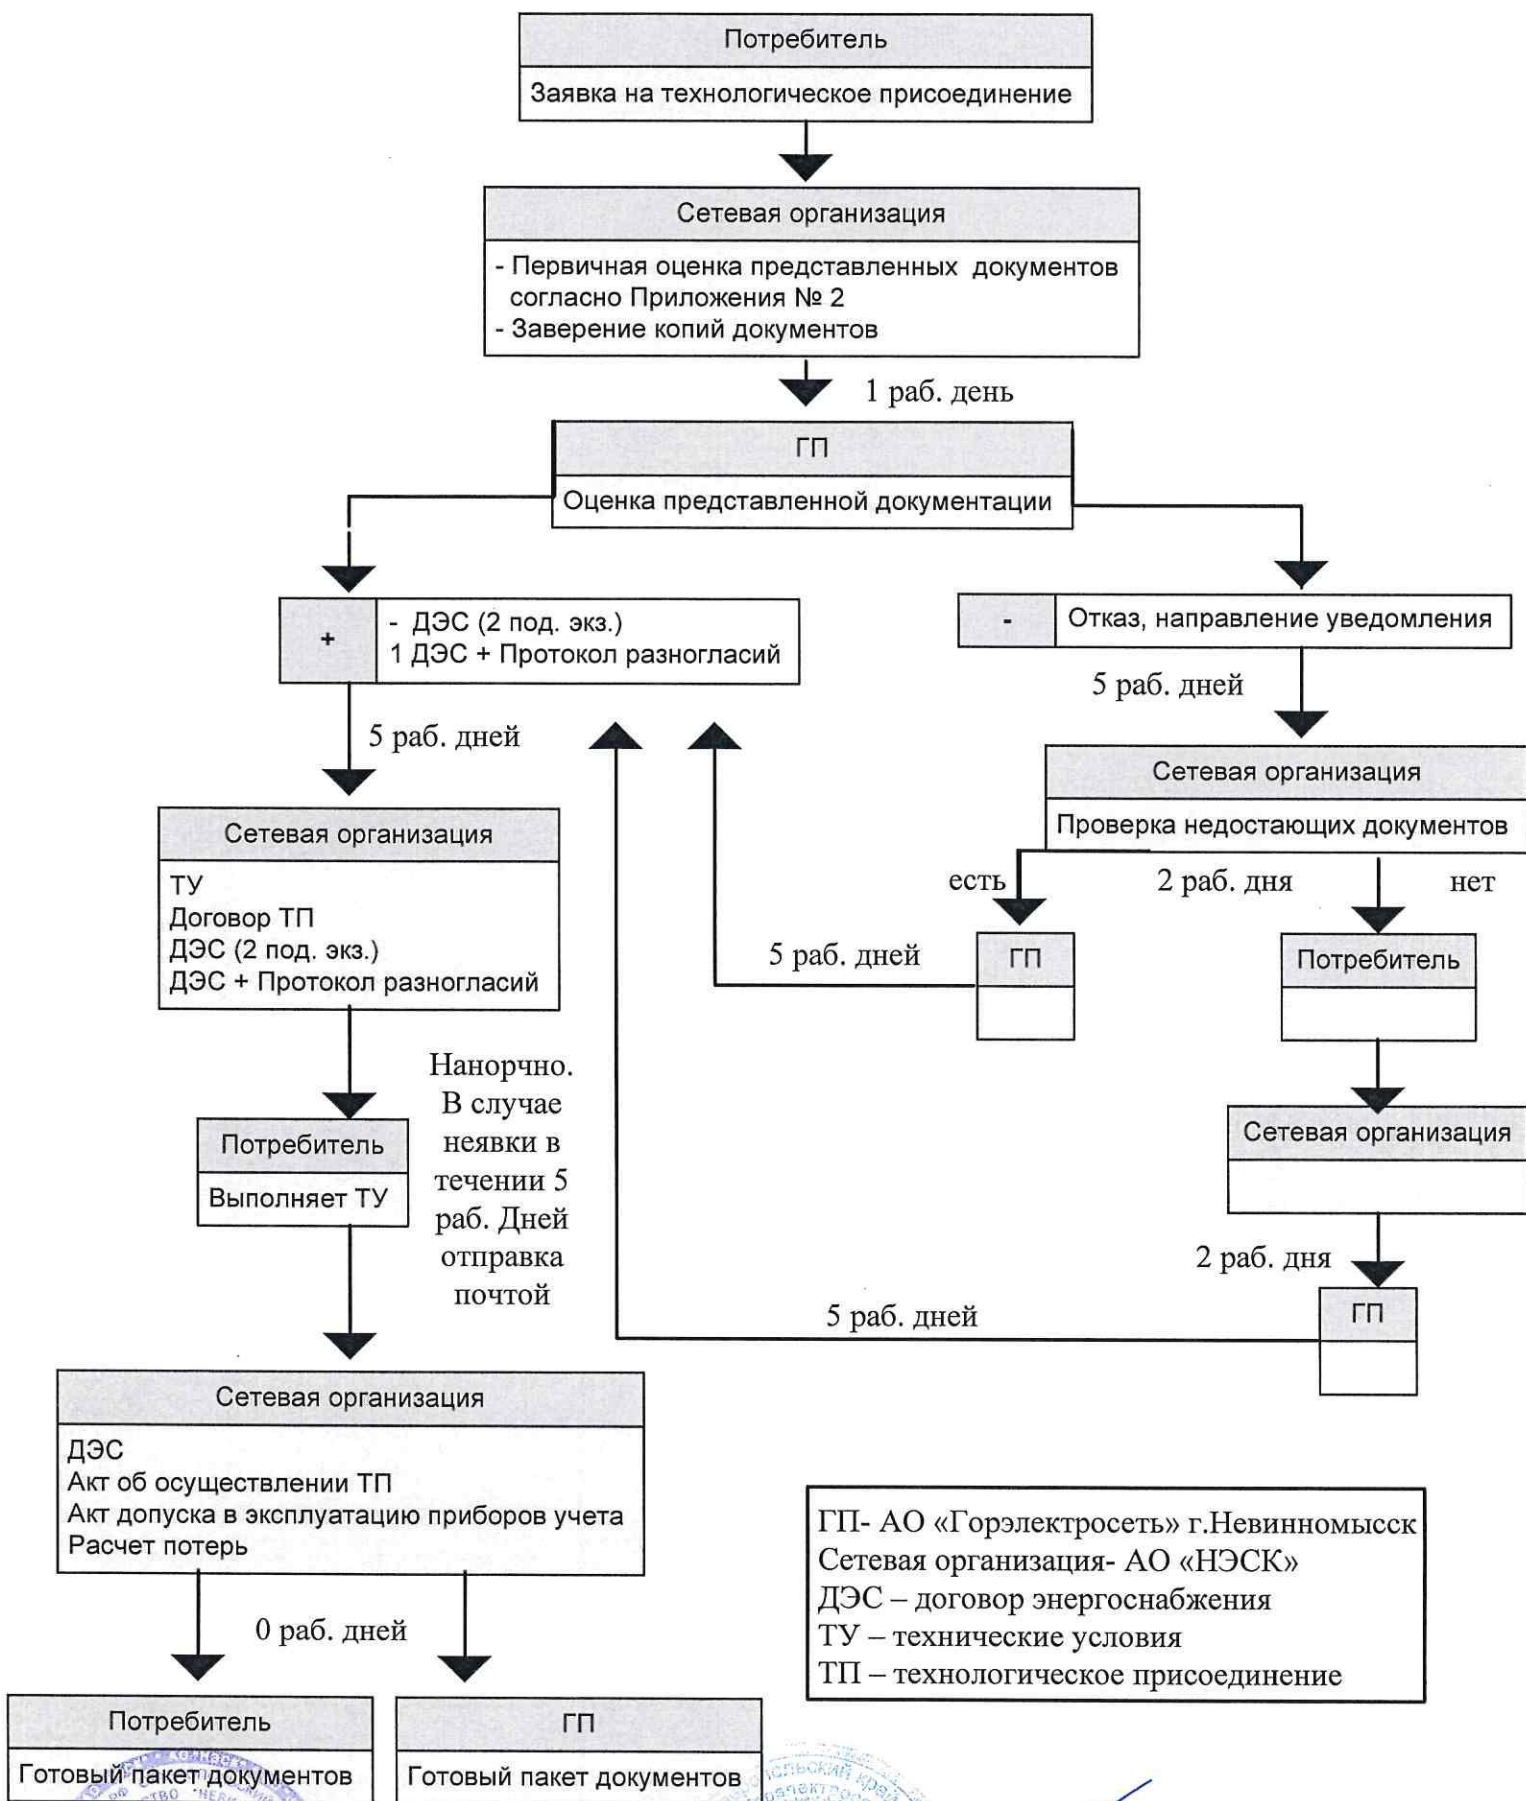 Потребитель
Заявка на технологическое присоединение
Сетевая организация
- Первичная оценка представленных документов
согласно Приложения № 2
- Заверение копий документов
1 раб. день
ГП
Оценка представленной документации
+
- ДЭС (2 под. экз.)
1 ДЭС + Протокол разногласий
-
Отказ, направление уведомления
5 раб. дней
5 раб. дней
Сетевая организация
Проверка недостающих документов
есть
2 раб. дня
нет
Сетевая организация
ТУ
Договор ТП
ДЭС (2 под. экз.)
ДЭС + Протокол разногласий
5 раб. дней
ГП
Потребитель
Нанорчно.
В случае
неявки в
течении 5
раб. Дней
отправка
почтой
Потребитель
Выполняет ТУ
Сетевая организация
2 раб. дня
5 раб. дней
ГП
Сетевая организация
ДЭС
Акт об осуществлении ТП
Акт допуска в эксплуатацию приборов учета
Расчет потерь
ГП- АО «Горэлектросеть» г.Невинномысск
Сетевая организация- АО «НЭСК»
ДЭС – договор энергоснабжения
ТУ – технические условия
ТП – технологическое присоединение
0 раб. дней
Потребитель
Готовый пакет документов
ГП
Готовый пакет документов